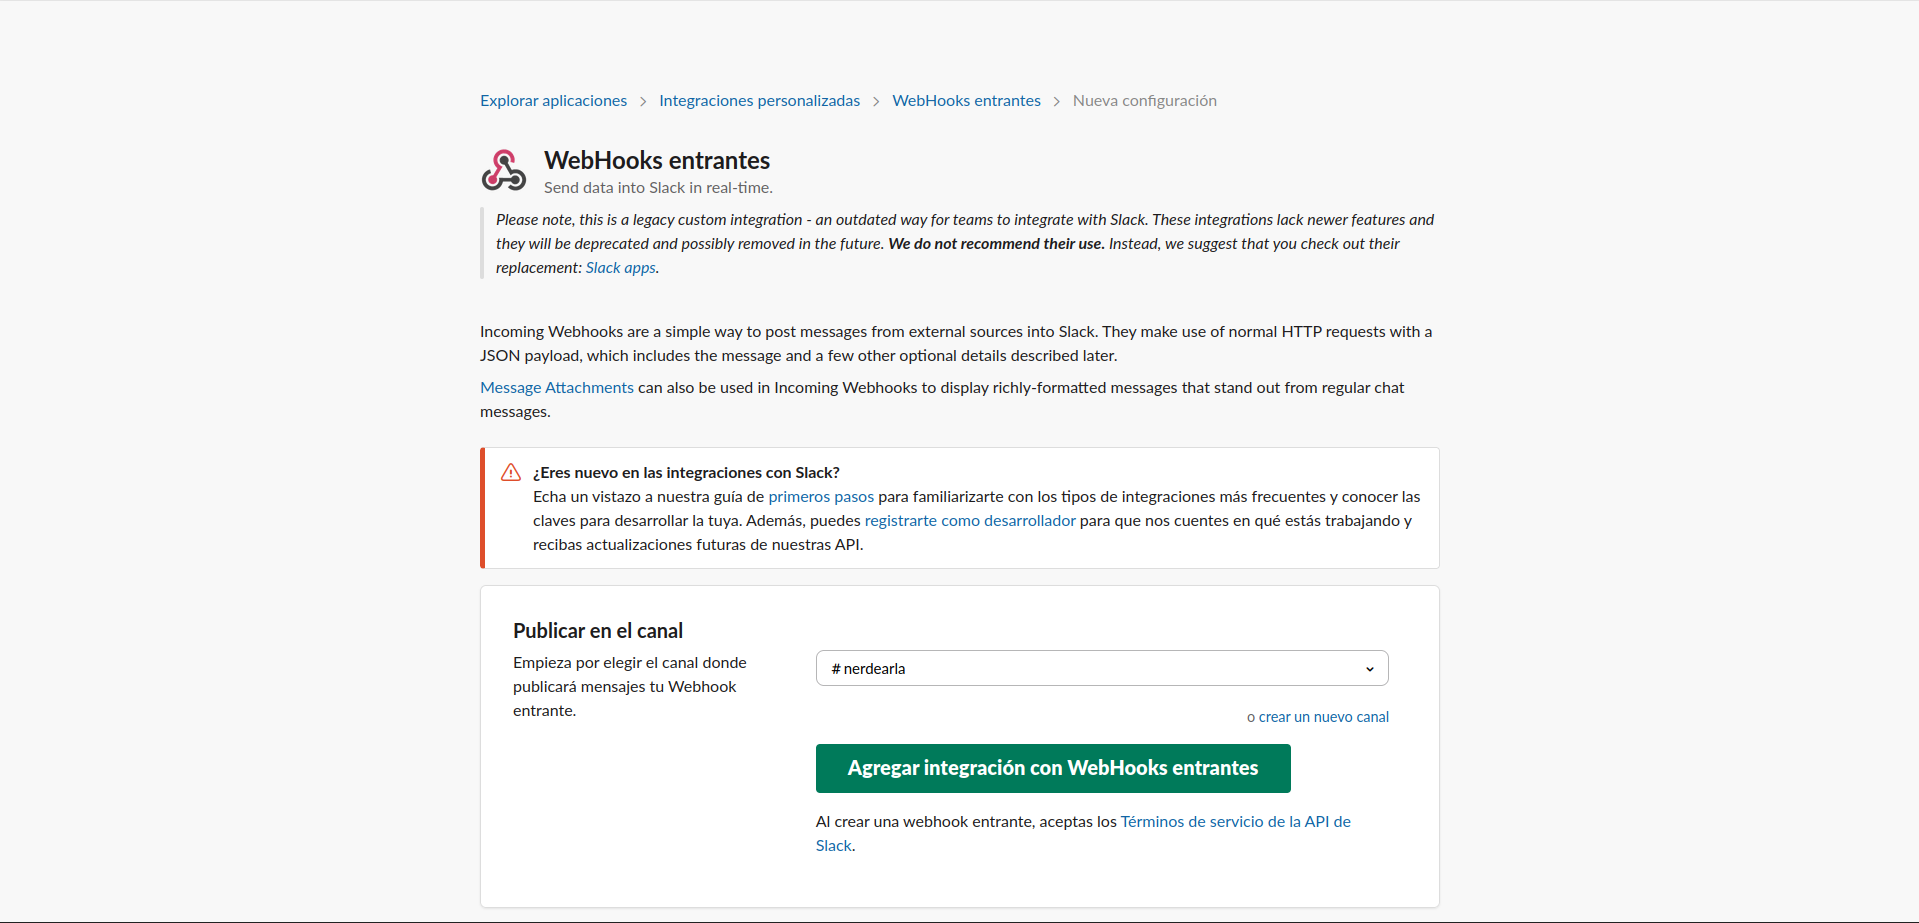 Explorar aplicaciones > Integraciones personalizadas > WebHooks entrantes > Nueva configuración
WebHooks entrantes
Send data into Slack in real-time.
Please note, this is a legacy custom integration - an outdated way for teams to integrate with Slack. These integrations lack newer features and
they will be deprecated and possibly removed in the future. We do not recommend their use. Instead, we suggest that you check out their
replacement: Slack apps.
Incoming Webhooks are a simple way to post messages from external sources into Slack. They make use of normal HTTP requests with a
JSON payload, which includes the message and a few other optional details described later.
Message Attachments can also be used in Incoming Webhooks to display richly-formatted messages that stand out from regular chat
messages.
¿Eres nuevo en las integraciones con Slack?
Echa un vistazo a nuestra guía de primeros pasos para familiarizarte con los tipos de integraciones más frecuentes y conocer las
claves para desarrollar la tuya. Además, puedes registrarte como desarrollador para que nos cuentes en qué estás trabajando y
recibas actualizaciones futuras de nuestras API.
Publicar en el canal
Empieza por elegir el canal donde
publicará mensajes tu Webhook
entrante.
# nerdearla
o crear un nuevo canal
Agregar integración con WebHooks entrantes
Al crear una webhook entrante, aceptas los Términos de servicio de la API de
Slack.